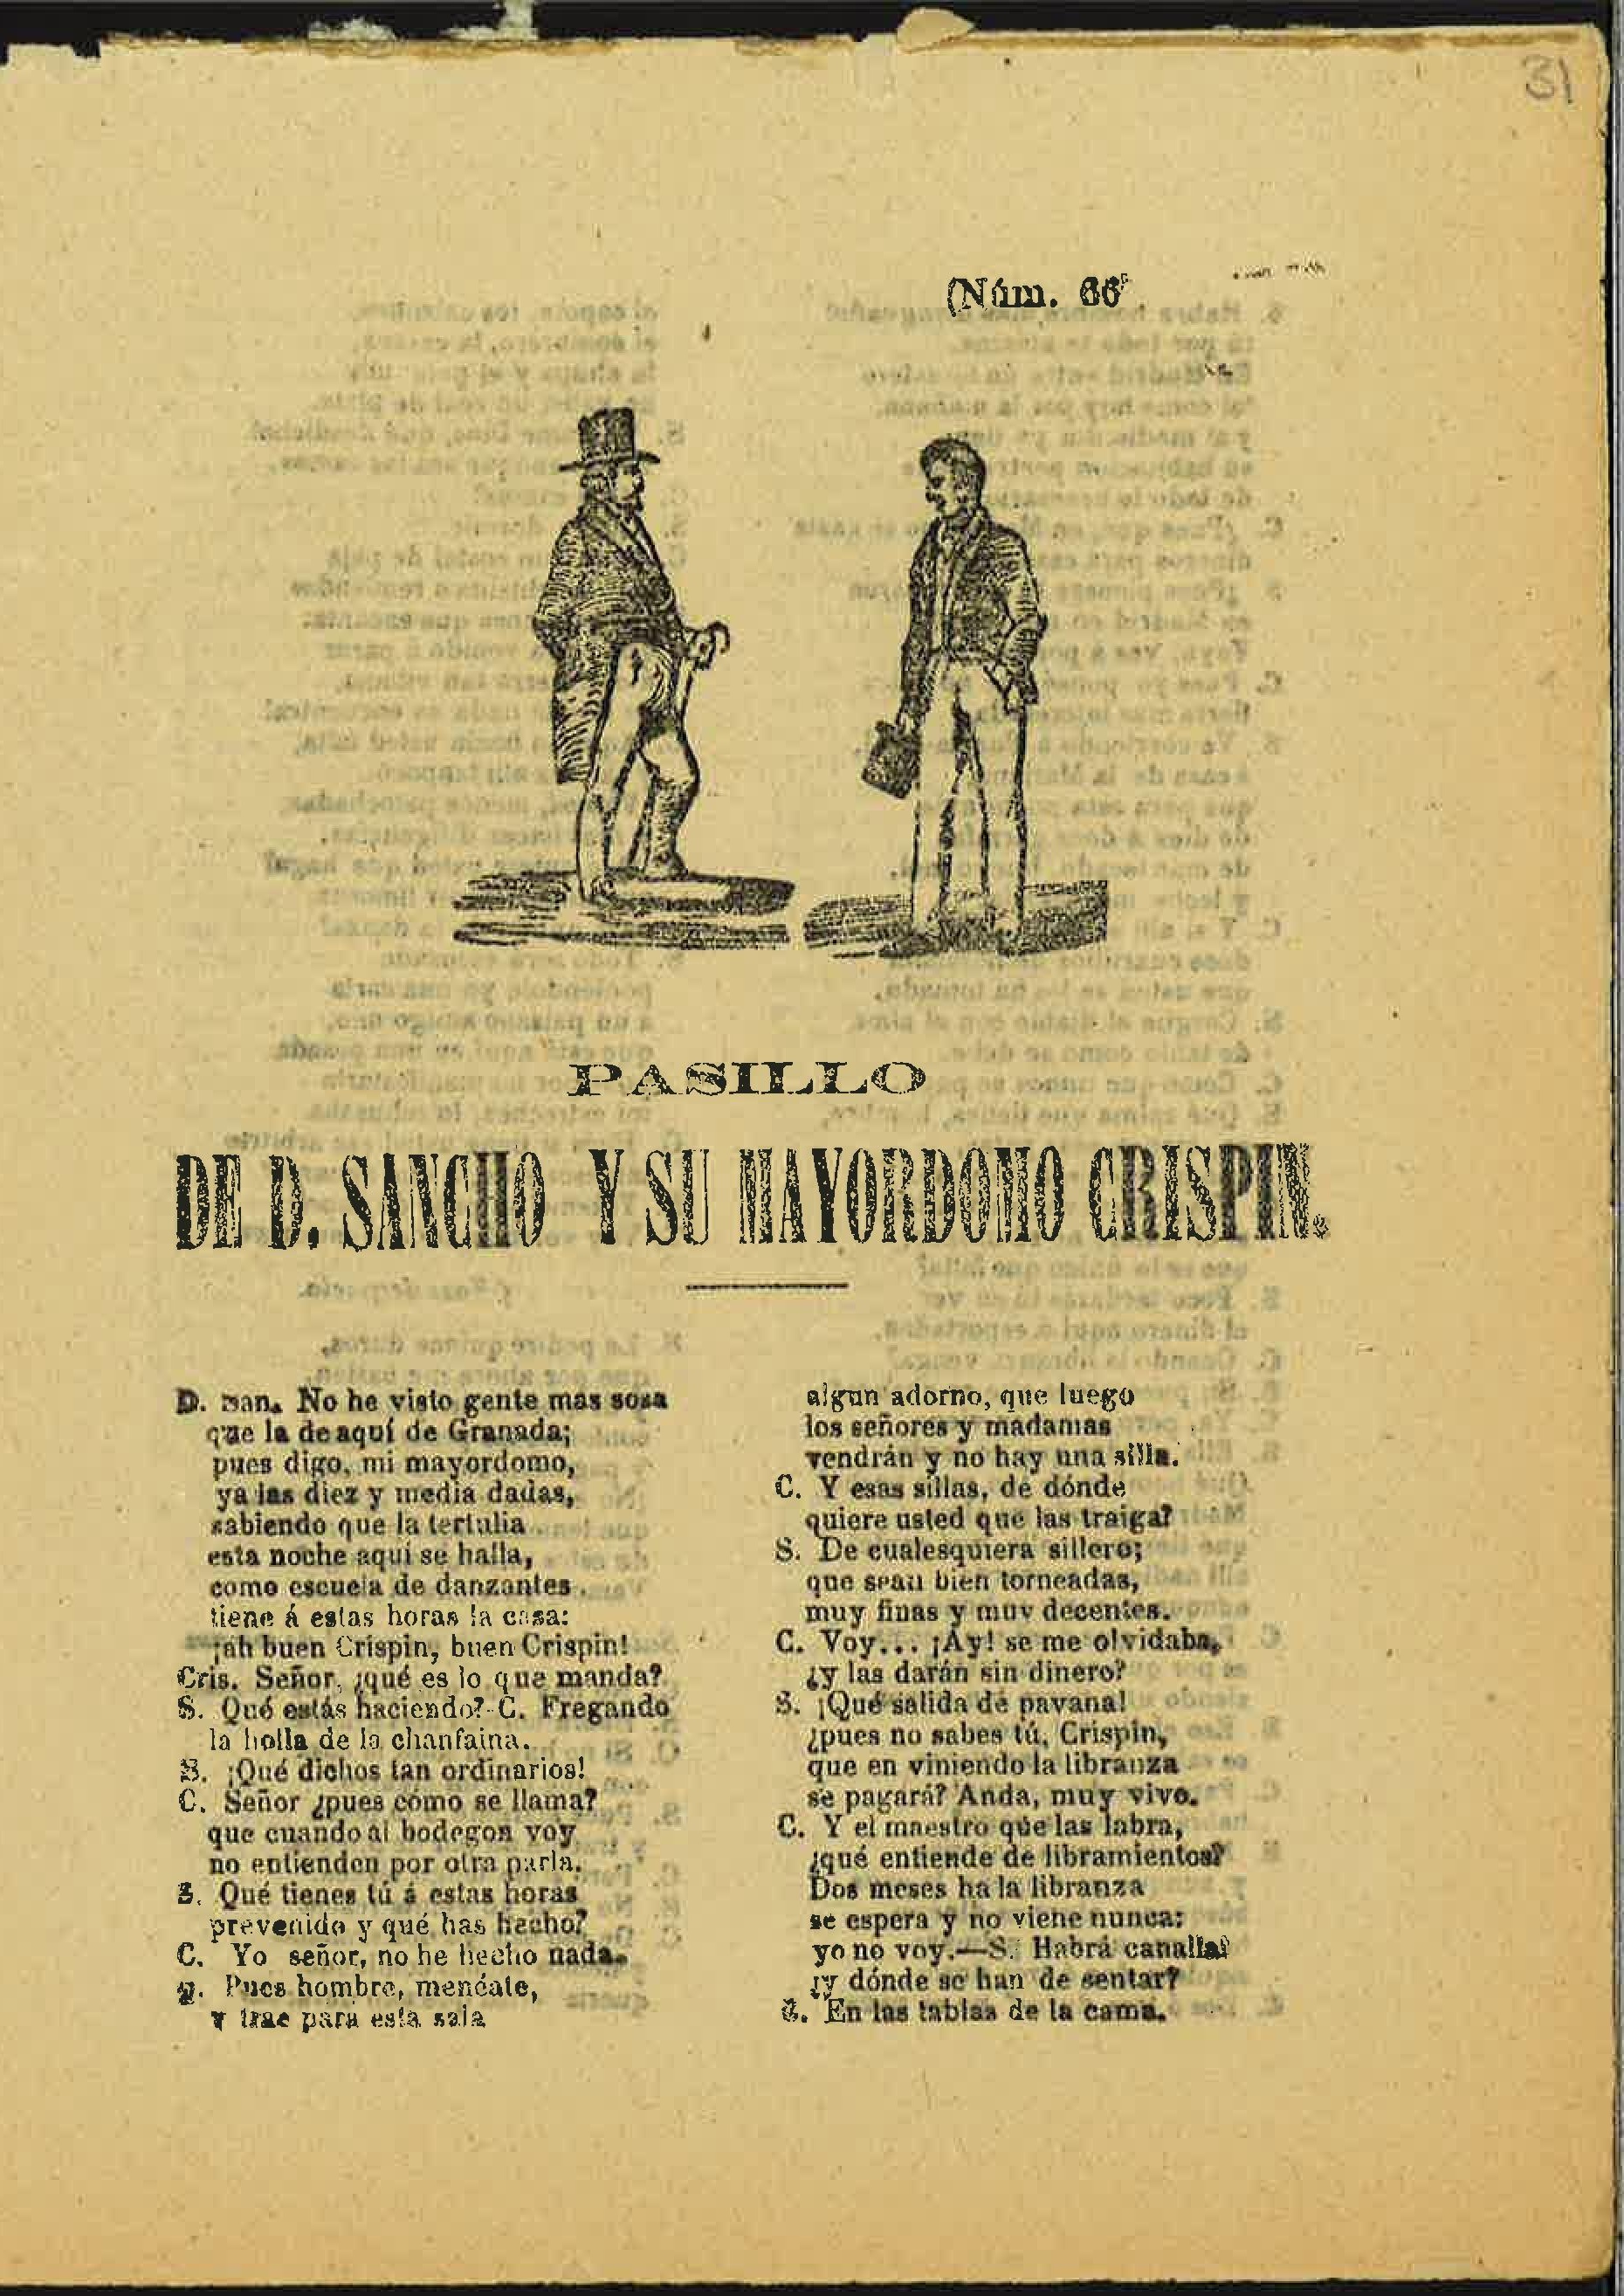 31
(Núm. 66
PASILLO
DE D. SANCHO Y SU MAYORDOMO CRISPIN.
D. San. No he visto gente mas sosa
que la de aquí de Granada;
pues digo, mi mayordomo,
ya las diez y media dadas,
sabiendo que la tertulia
esta noche aquí se halla,
como escuela de danzantes
tiene á estas horas la casa:
¡ah buen Crispin, buen Crispin!
Cris. Señor, ¿qué es lo que manda?
S. Qué estás haciendo?-C. Fregando
la holla de la chanfaina.
S. ¡Qué dichos tan ordinarios!
C. Señor ¿pues cómo se llama?
que cuando al bodegon voy
no entienden por otra parla.
S. Qué tienes tú á estas horas
prevenido y qué has hecho?
C. Yo señor, no he hecho nada.
S. Pues hombre, menéate,
y trae para esta sala
algun adorno, que luego
los señores y madamas
vendrán y no hay una silla.
C. Y esas sillas, de dónde
quiere usted que las traiga?
S. De cualesquiera sillero;
que sean bien torneadas,
muy finas y muy decentes.
C. Voy... ¡Ay! se me olvidaba,
¿y las darán sin dinero?
S. ¡Qué salida de pavana!
¿pues no sabes tú, Crispin,
que en viniendo la libranza
se pagará? Anda, muy vivo.
C. Y el maestro que las labra,
¿qué entiende de libramientos?
Dos meses ha la libranza
se espera y no viene nunca;
yo no voy.—S. Habrá canalla!
¿y dónde se han de sentar?
C. En las tablas de la cama.